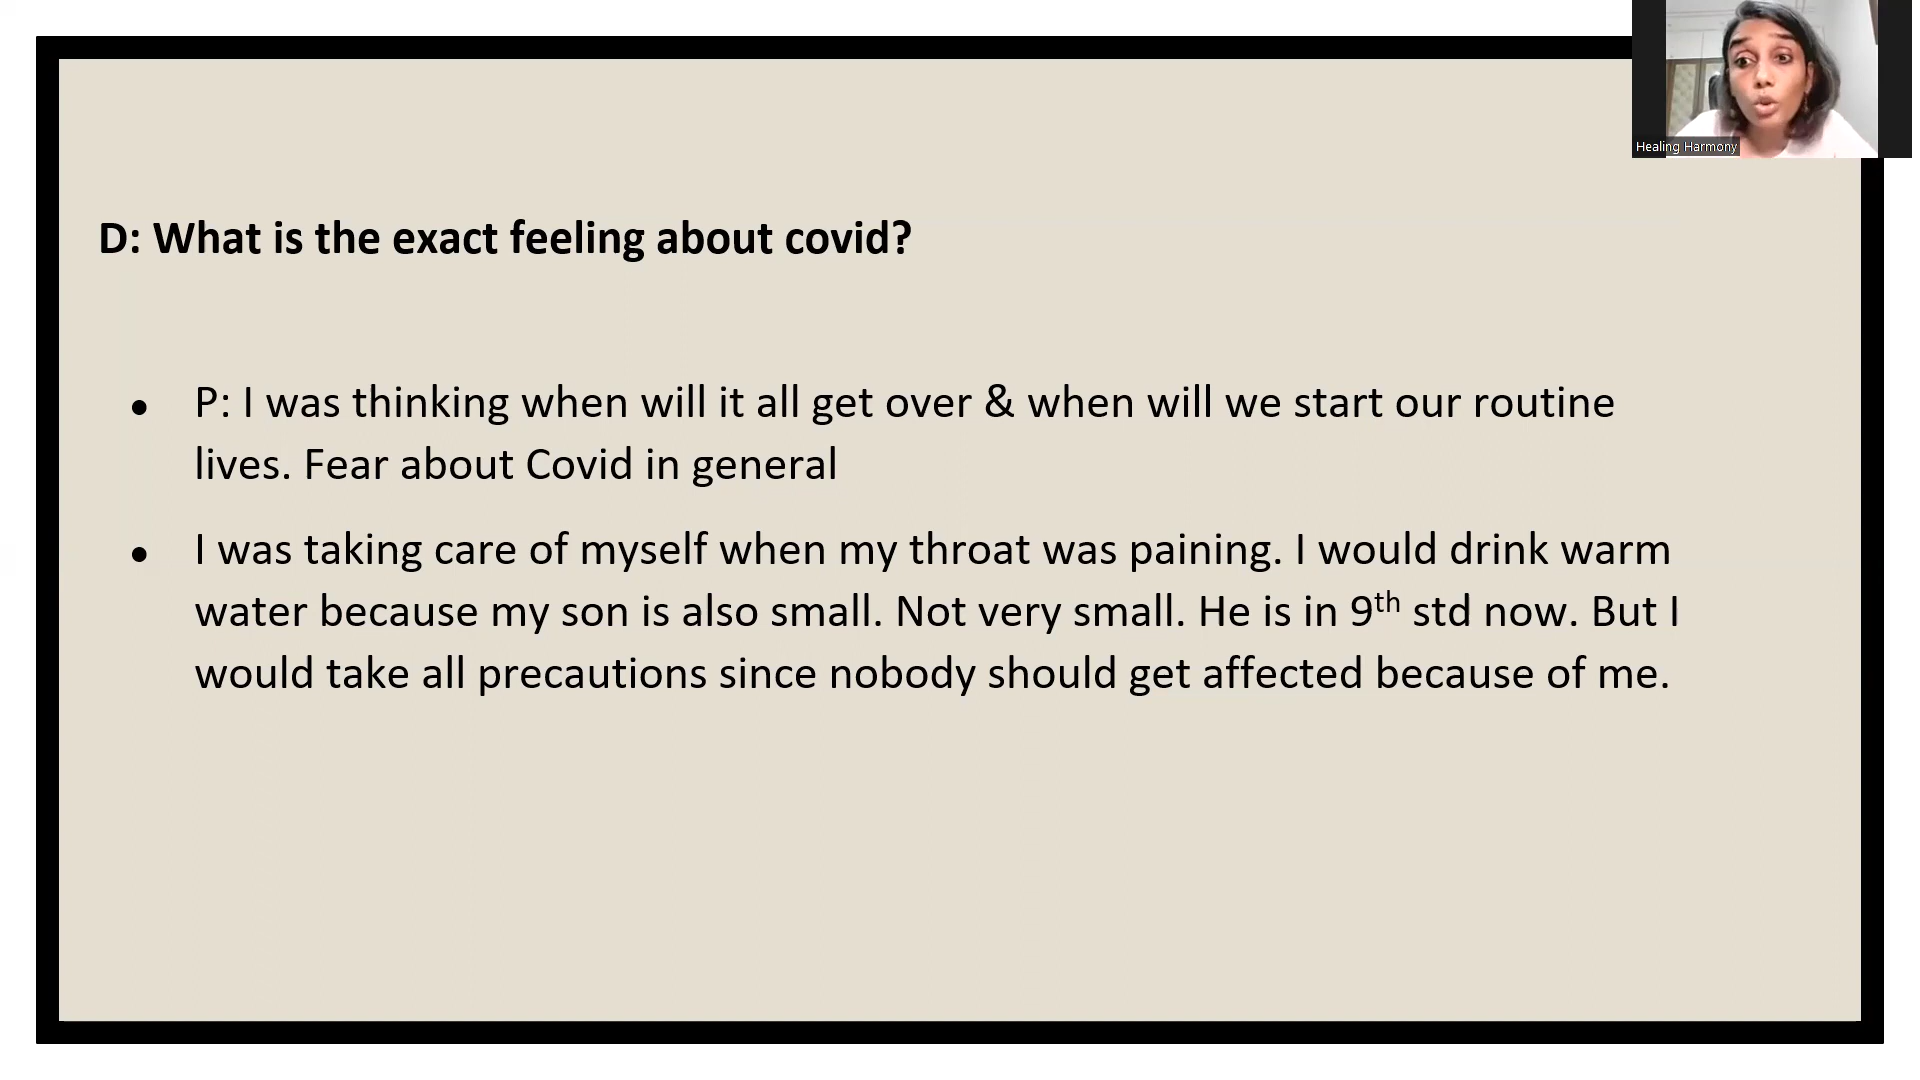 Healing Harmony
D: What is the exact feeling about covid?
● P: I was thinking when will it all get over & when will we start our routine
lives. Fear about Covid in general
● I was taking care of myself when my throat was paining. I would drink warm
water because my son is also small. Not very small. He is in 9th std now. But I
would take all precautions since nobody should get affected because of me.